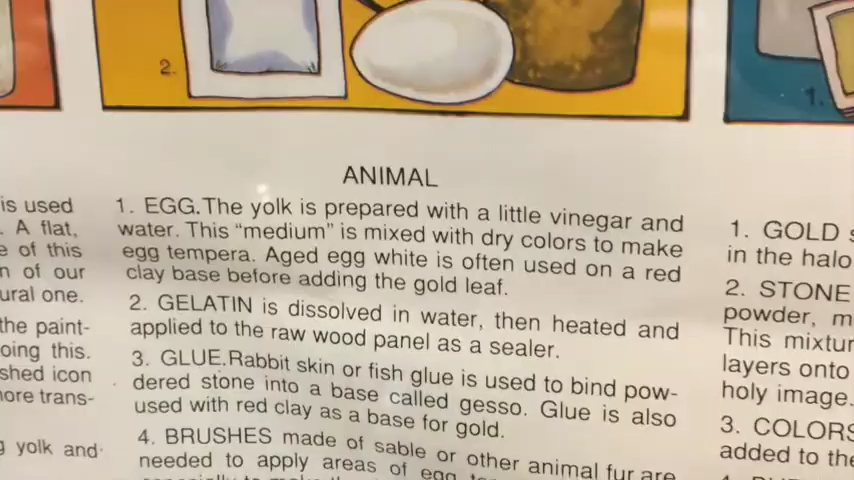 2.
1.
ANIMAL
is used
A flat,
e of this
n of our
ural one.
the paint-
oing this.
shed icon
ore trans-
yolk and
1. EGG.The yolk is prepared with a little vinegar and
water. This “medium” is mixed with dry colors to make
egg tempera. Aged egg white is often used on a red
clay base before adding the gold leaf.
2. GELATIN is dissolved in water, then heated and
applied to the raw wood panel as a sealer.
3. GLUE.Rabbit skin or fish glue is used to bind pow-
dered stone into a base called gesso. Glue is also
used with red clay as a base for gold.
4. BRUSHES made of sable or other animal fur are
needed to apply areas of egg
1. GOLD
in the halo
2. STONE
powder, m
This mixtur
layers onto
holy image.
3. COLORS
added to the